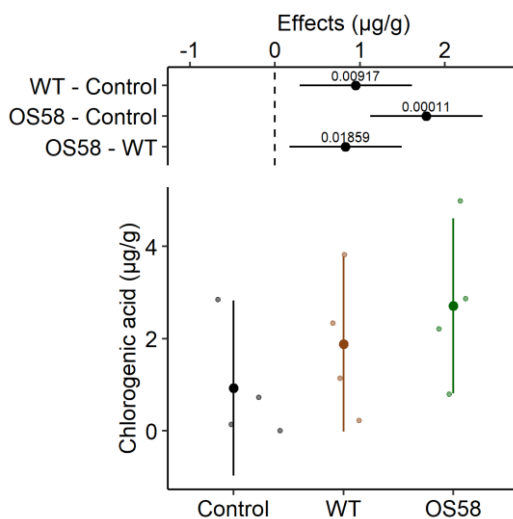 Effects (µg/g)
-1 0 1 2
WT - Control
0.00917
OS58 - Control
0.00011
OS58 - WT
0.01859
Chlorogenic acid (µg/g)
4
2
0
Control WT OS58